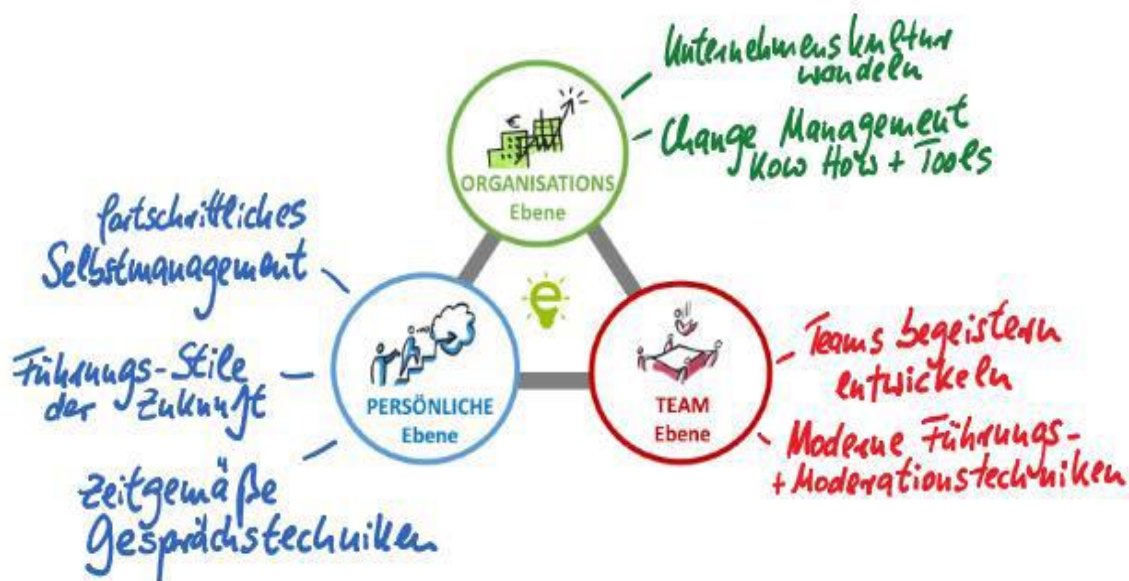 Unternehmenskultur
wandeln
Change Management
Kow How + Tools
€
ORGANISATIONS
Ebene
fortschrittliches
Selbstmanagement
Führungs-Stile
der Zukunft
zeitgemäße
Gesprächstechniken
PERSÖNLICHE
Ebene
e
TEAM
Ebene
Teams begeistern
entwickeln
Moderne Führungs-
+ Moderationstechniken